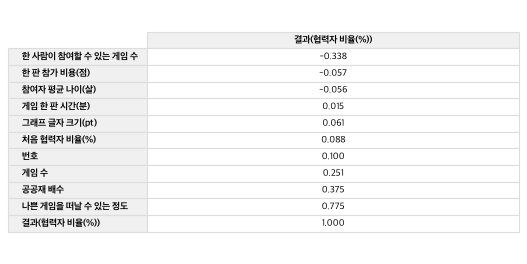 결과(협력자 비율(%))
한 사람이 참여할 수 있는 게임 수 -0.338
한 판 참가 비용(점) -0.057
참여자 평균 나이(살) -0.056
게임 한 판 시간(분) 0.015
그래프 글자 크기(pt) 0.061
처음 협력자 비율(%) 0.088
번호 0.100
게임 수 0.251
공공재 배수 0.375
나쁜 게임을 떠날 수 있는 정도 0.775
결과(협력자 비율(%)) 1.000